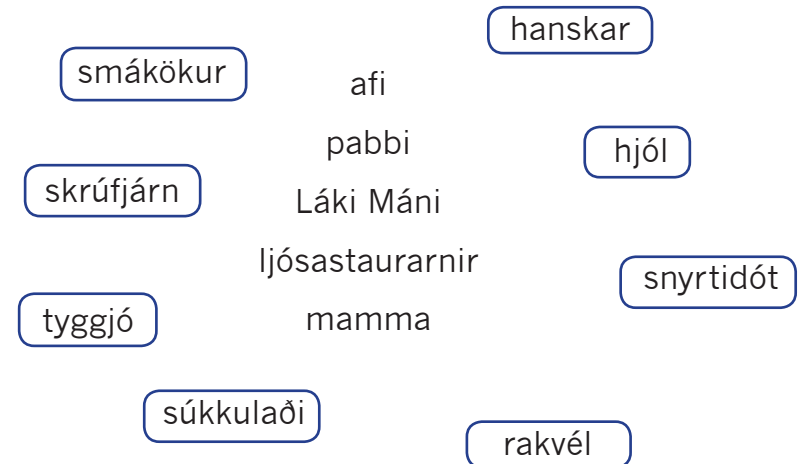 hanskar
smákökur
afi
pabbi
hjól
skrúfjárn
Láki Máni
ljósastaurarnir
snyrtidót
tyggjó
mamma
súkkulaði
rakvél